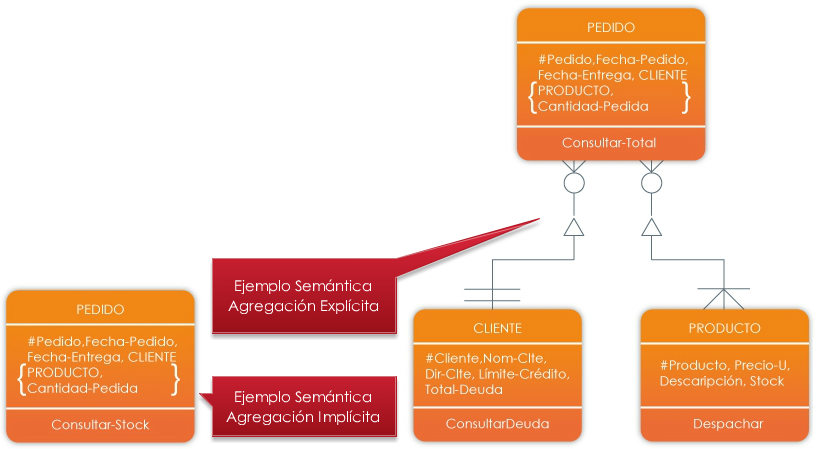 PEDIDO
#Pedido,Fecha-Pedido,
Fecha-Entrega, CLIENTE
{ PRODUCTO, }
Cantidad-Pedida
Consultar-Total
Ejemplo Semántica
Agregación Explícita
PEDIDO
#Pedido,Fecha-Pedido,
Fecha-Entrega, CLIENTE
{ PRODUCTO, }
Cantidad-Pedida
Consultar-Stock
Ejemplo Semántica
Agregación Implícita
CLIENTE
#Cliente,Nom-Clte,
Dir-Clte, Límite-Crédito,
Total-Deuda
ConsultarDeuda
PRODUCTO
#Producto, Precio-U,
Descaripción, Stock
Despachar